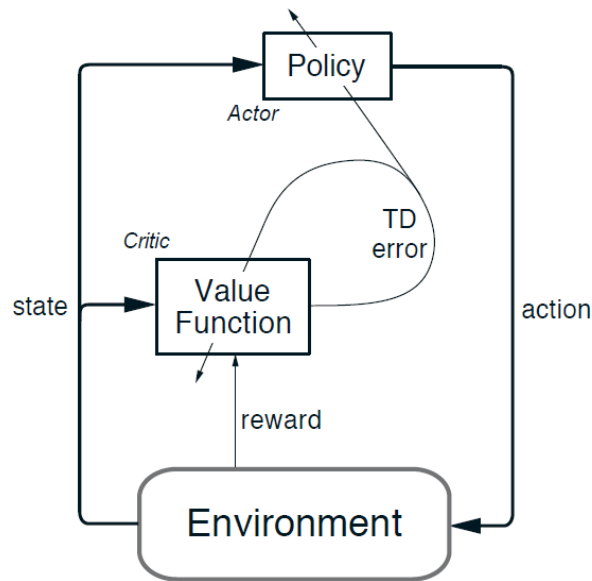 Policy
Actor
TD
error
Critic
Value
Function
state
action
reward
Environment